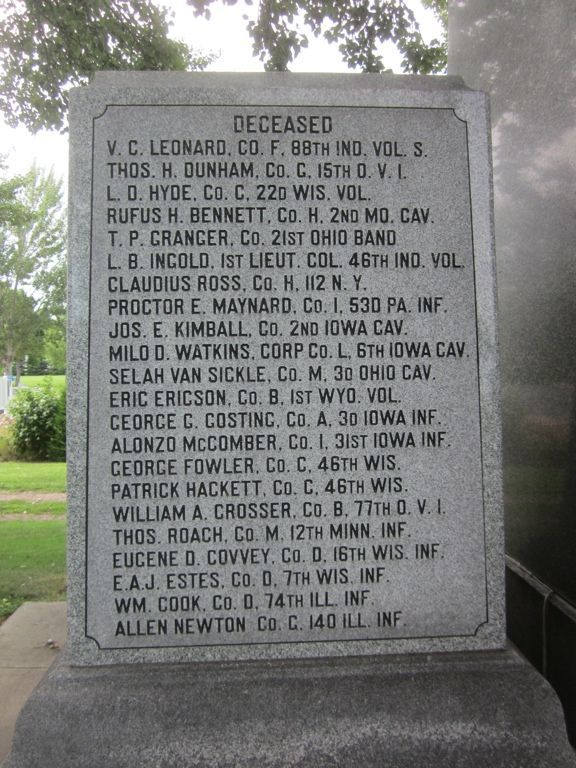 DECEASED
V. C. LEONARD, CO. F, 88TH IND. VOL. S.
THOS. H. DUNHAM, CO. G, 15TH O. V. I.
L. D. HYDE, CO. C, 22D WIS. VOL.
RUFUS H. BENNETT, CO. H, 2ND MO. CAV.
T. P. GRANGER, CO. 21ST OHIO BAND
L. B. INGOLD, 1ST LIEUT. COL. 46TH IND. VOL.
CLAUDIUS ROSS, CO. H, 112 N. Y.
PROCTOR E. MAYNARD, CO. I, 53D PA. INF.
JOS. E. KIMBALL, CO. 2ND IOWA CAV.
MILO D. WATKINS, CORP CO. L, 6TH IOWA CAV.
SELAH VAN SICKLE, CO. M, 3D OHIO CAV.
ERIC ERICSON, CO. B, 1ST WYO. VOL.
GEORGE G. GOSTING, CO. A, 3D IOWA INF.
ALONZO MCCOMBER, CO. I, 31ST IOWA INF.
GEORGE FOWLER, CO. C, 46TH WIS.
PATRICK HACKETT, CO. C, 46TH WIS.
WILLIAM A. CROSSER, CO. B, 77TH O. V. I.
THOS. ROACH, CO. M, 12TH MINN. INF.
EUGENE D. COVVEY, CO. D, 16TH WIS. INF.
E.A.J. ESTES, CO. D, 7TH WIS. INF.
WM. COOK, CO. D, 74TH ILL. INF.
ALLEN NEWTON CO. G, 140 ILL. INF.